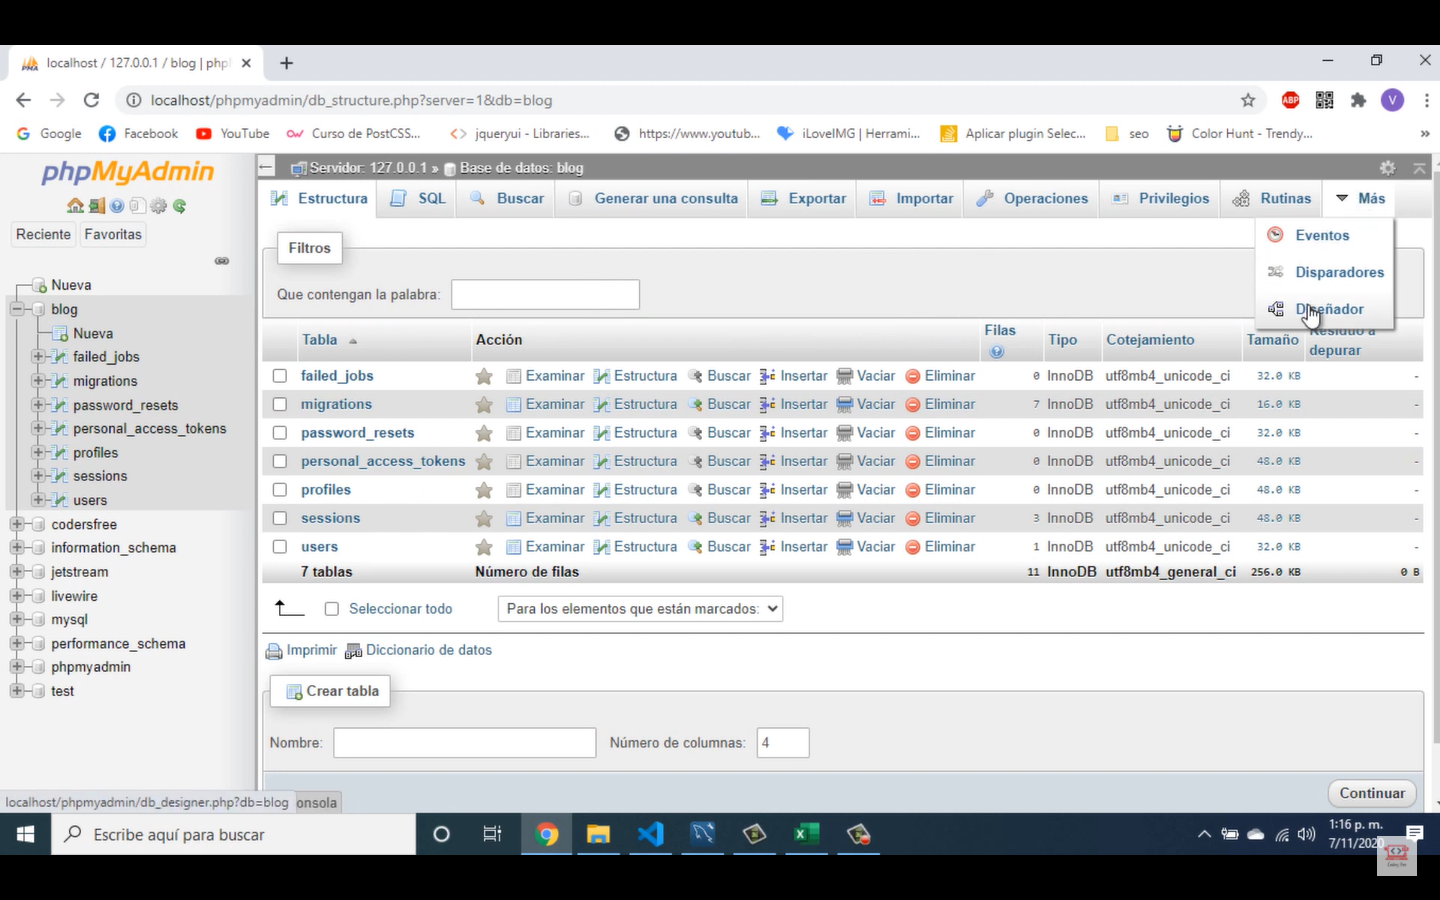 localhost / 127.0.0.1 / blog | phpl
localhost/phpmyadmin/db_structure.php?server=1&db=blog
ABP
V
Google
Facebook
YouTube
Curso de PostCSS...
jqueryui - Libraries...
https://www.youtub...
iLoveIMG | Herrami...
Aplicar plugin Selec...
seo
Color Hunt - Trendy...
»
phpMyAdmin
Reciente
Favoritas
Nueva
blog
Nueva
failed_jobs
migrations
password_resets
personal_access_tokens
profiles
sessions
users
codersfree
information_schema
jetstream
livewire
mysql
performance_schema
phpmyadmin
test
Servidor: 127.0.0.1 » Base de datos: blog
Estructura
SQL
Buscar
Generar una consulta
Exportar
Importar
Operaciones
Privilegios
Rutinas
Más
Eventos
Disparadores
Diseñador
Filtros
Que contengan la palabra:
Tabla Acción Filas Tipo Cotejamiento Tamaño Residuo a depurar
failed_jobs Examinar Estructura Buscar Insertar Vaciar Eliminar 0 InnoDB utf8mb4_unicode_ci 32.0 KB -
migrations Examinar Estructura Buscar Insertar Vaciar Eliminar 7 InnoDB utf8mb4_unicode_ci 16.0 KB -
password_resets Examinar Estructura Buscar Insertar Vaciar Eliminar 0 InnoDB utf8mb4_unicode_ci 32.0 KB -
personal_access_tokens Examinar Estructura Buscar Insertar Vaciar Eliminar 0 InnoDB utf8mb4_unicode_ci 48.0 KB -
profiles Examinar Estructura Buscar Insertar Vaciar Eliminar 0 InnoDB utf8mb4_unicode_ci 48.0 KB -
sessions Examinar Estructura Buscar Insertar Vaciar Eliminar 3 InnoDB utf8mb4_unicode_ci 48.0 KB -
users Examinar Estructura Buscar Insertar Vaciar Eliminar 1 InnoDB utf8mb4_unicode_ci 32.0 KB -
7 tablas Número de filas 11 InnoDB utf8mb4_general_ci 256.0 KB 0 B
Seleccionar todo
Para los elementos que están marcados:
Imprimir
Diccionario de datos
Crear tabla
Nombre:
Número de columnas: 4
Continuar
localhost/phpmyadmin/db_designer.php?db=blog
onsola
Escribe aquí para buscar
1:16 p. m.
7/11/2020